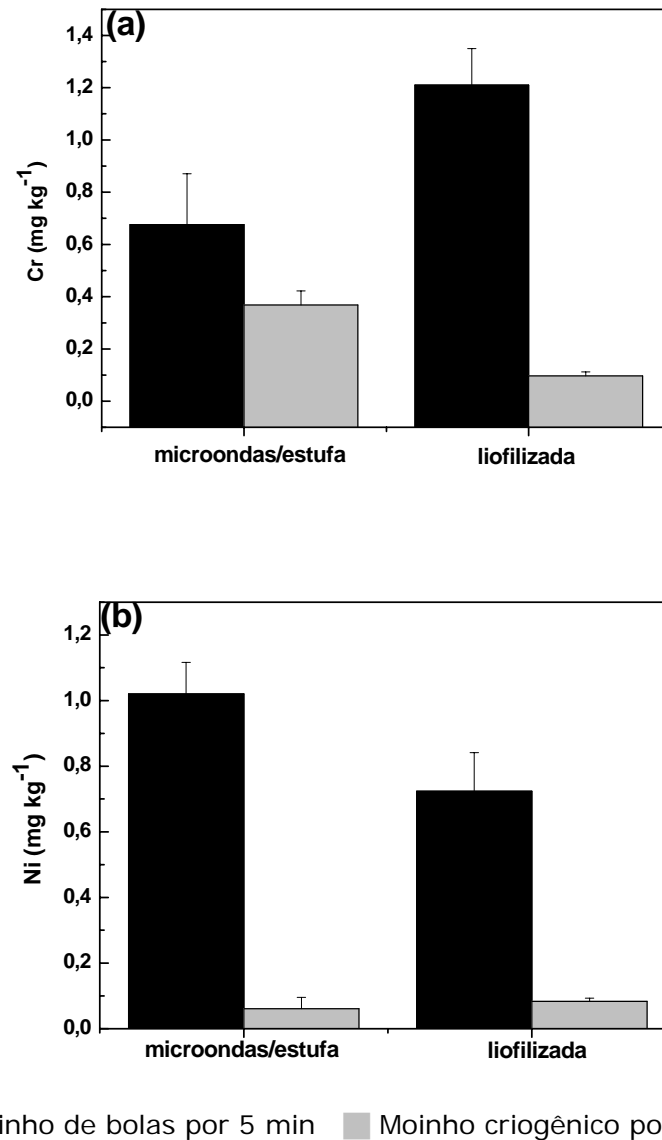 (a)
1,4
1,2
1,0
0,8
0,6
0,4
0,2
0,0
Cr (mg kg-1)
microondas/estufa liofilizada
(b)
1,2
1,0
0,8
0,6
0,4
0,2
0,0
Ni (mg kg-1)
microondas/estufa liofilizada
inho de bolas por 5 min Moinho criogênico po